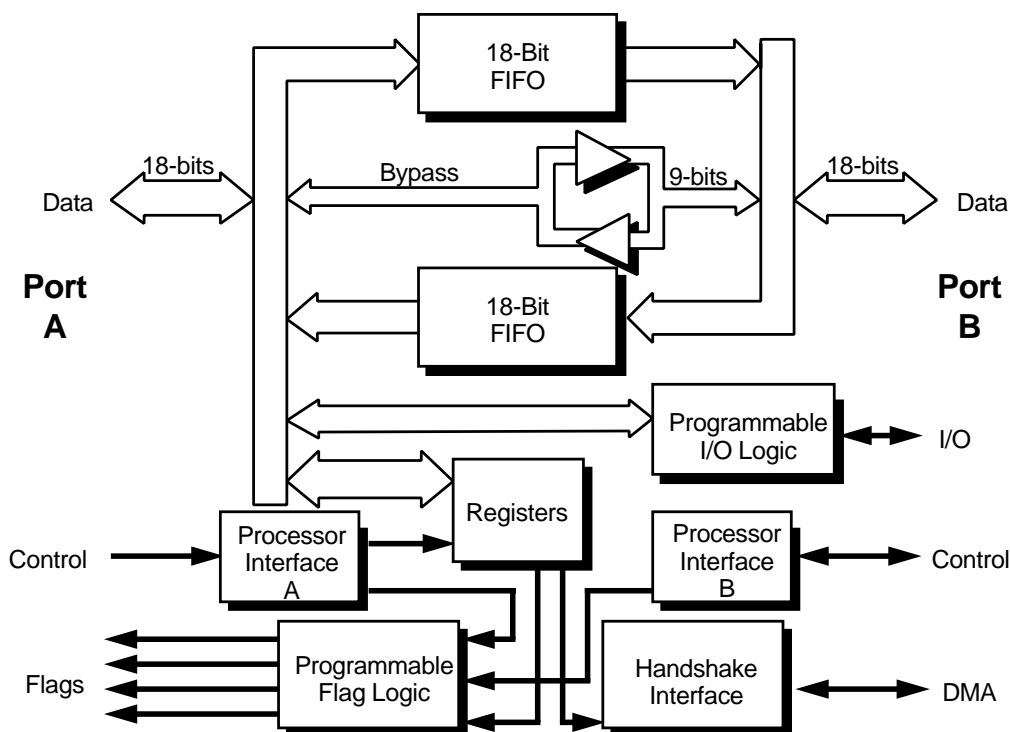 18-Bit
FIFO
18-bits
Bypass
9-bits
18-bits
Data
Data
Port
A
18-Bit
FIFO
Port
B
Programmable
I/O Logic
I/O
Registers
Control
Processor
Interface
A
Processor
Interface
B
Control
Flags
Programmable
Flag Logic
Handshake
Interface
DMA